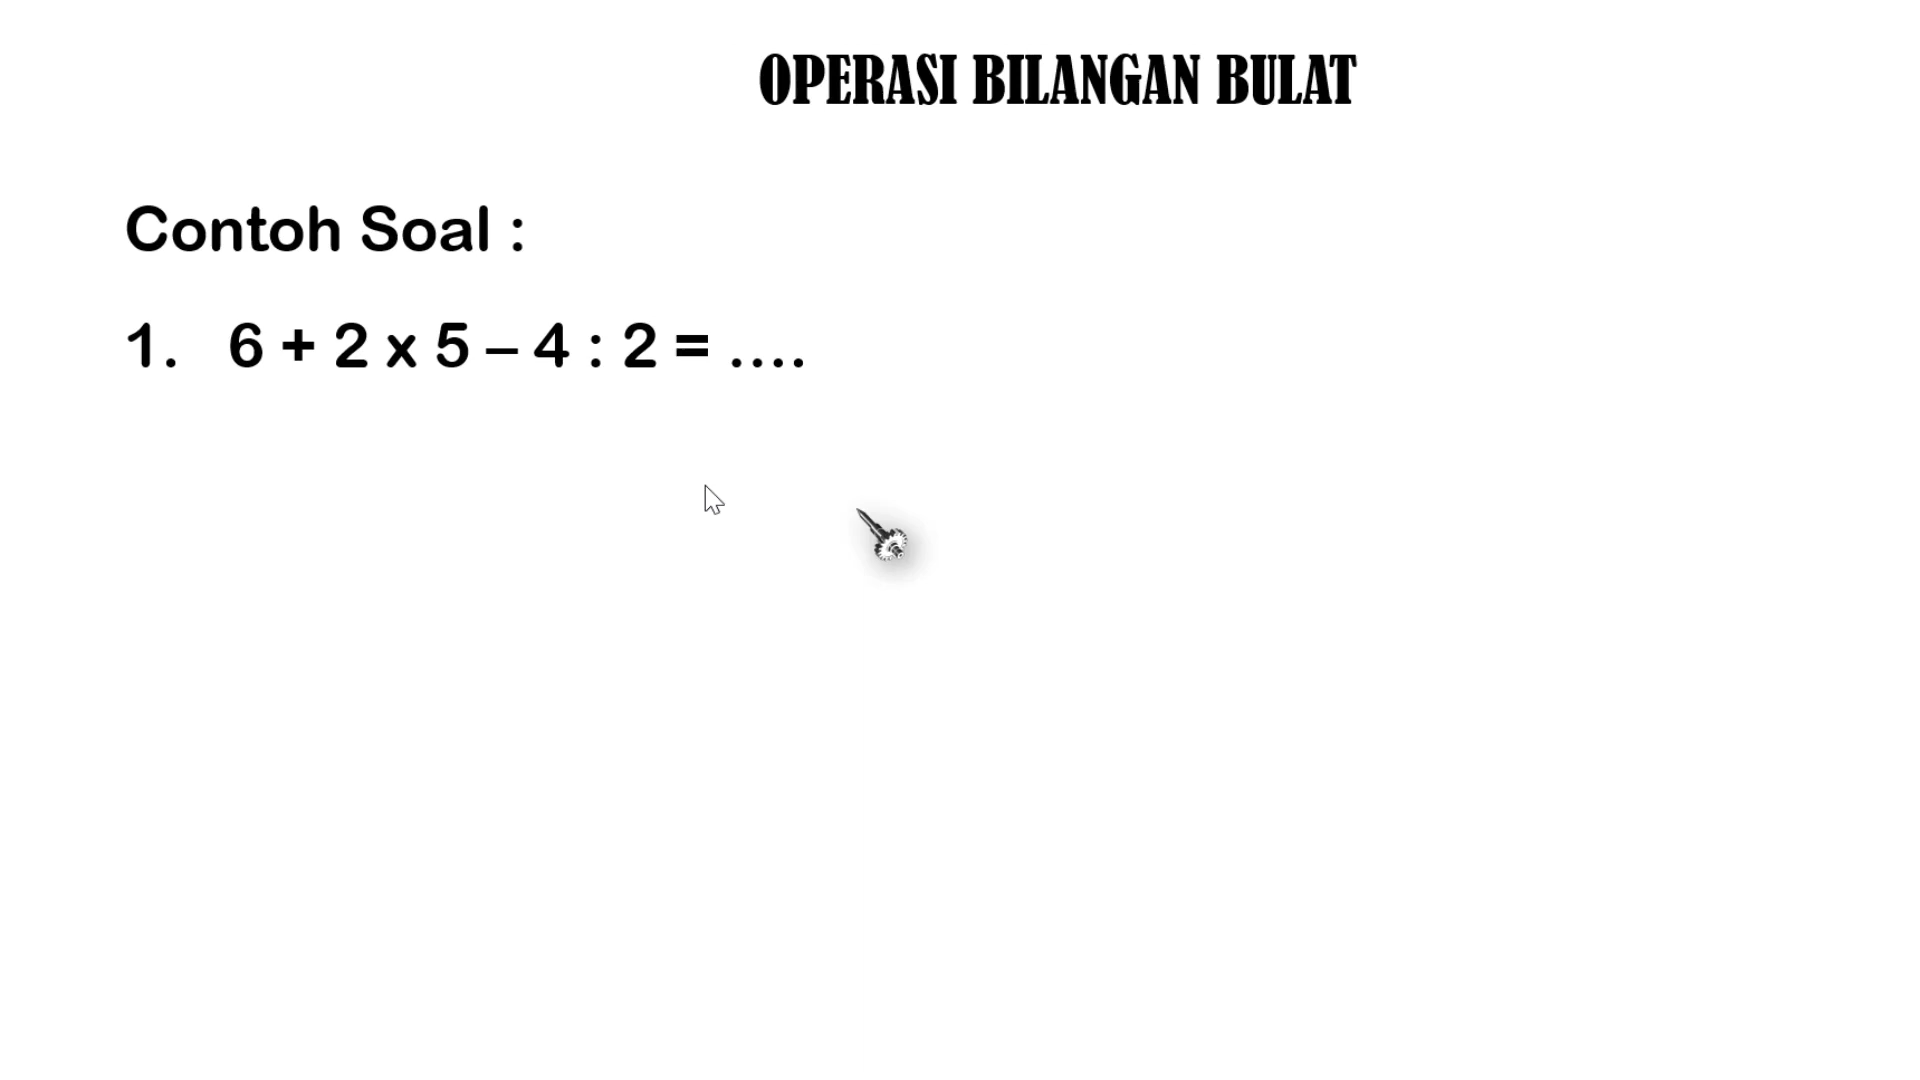 OPERASI BILANGAN BULAT
Contoh Soal :
1. 6 + 2 x 5 – 4 : 2 = ....